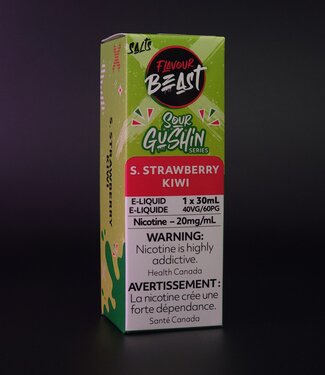 SALTS
FLAVOUR
BEAST
SOUR
GUSHIN
SERIES
S. STRAWBERRY
KIWI
E-LIQUID 1 x 30mL
E-LIQUIDE 40VG/60PG
Nicotine – 20mg/mL
WARNING:
Nicotine is highly
addictive.
Health Canada
AVERTISSEMENT:
La nicotine crée une
forte dépendance.
Santé Canada
S. STRAWBERRY